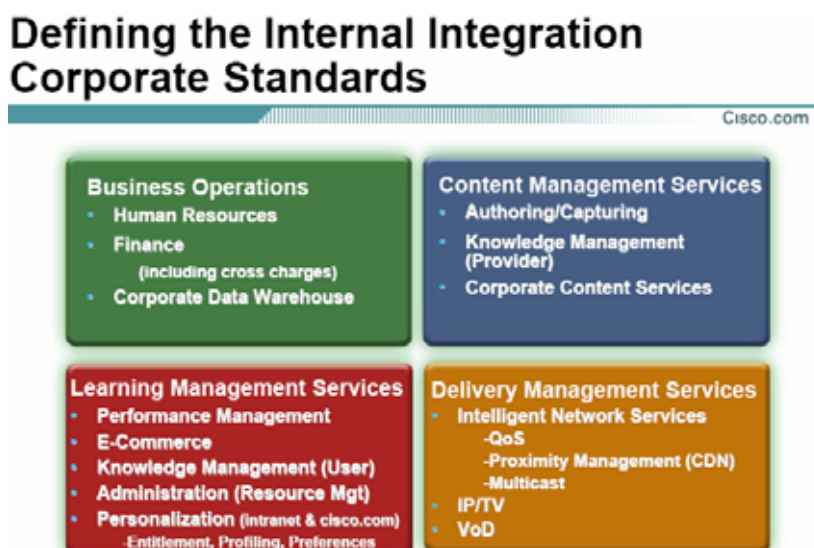 Defining the Internal Integration
Corporate Standards
Cisco.com
Business Operations
• Human Resources
• Finance
(including cross charges)
• Corporate Data Warehouse
Content Management Services
• Authoring/Capturing
• Knowledge Management
(Provider)
• Corporate Content Services
Learning Management Services
• Performance Management
• E-Commerce
• Knowledge Management (User)
• Administration (Resource Mgt)
• Personalization (intranet & cisco.com)
-Entitlement, Profiling, Preferences
Delivery Management Services
• Intelligent Network Services
-QoS
-Proximity Management (CDN)
-Multicast
• IP/TV
• VoD